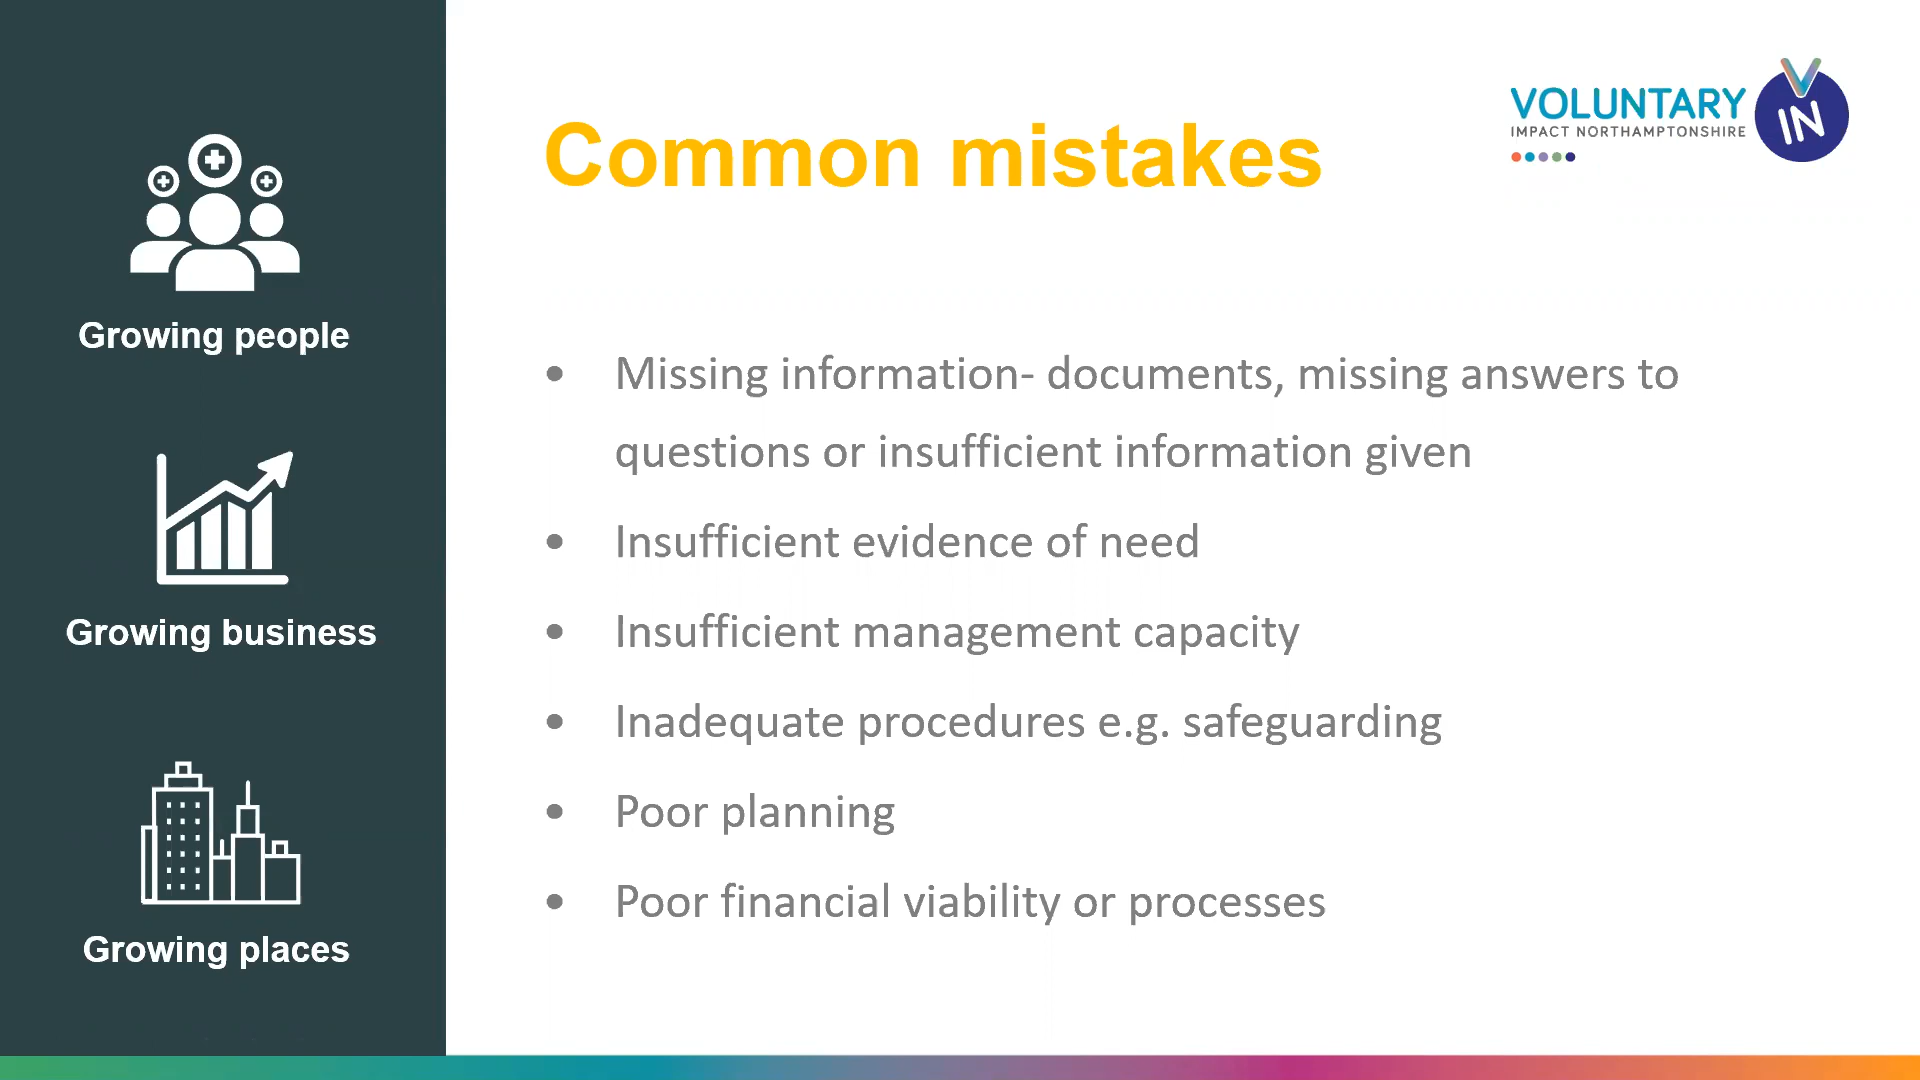 Growing people
Growing business
Growing places
Common mistakes
VOLUNTARY
IMPACT NORTHAMPTONSHIRE
V
IN
• Missing information- documents, missing answers to
questions or insufficient information given
• Insufficient evidence of need
• Insufficient management capacity
• Inadequate procedures e.g. safeguarding
• Poor planning
• Poor financial viability or processes